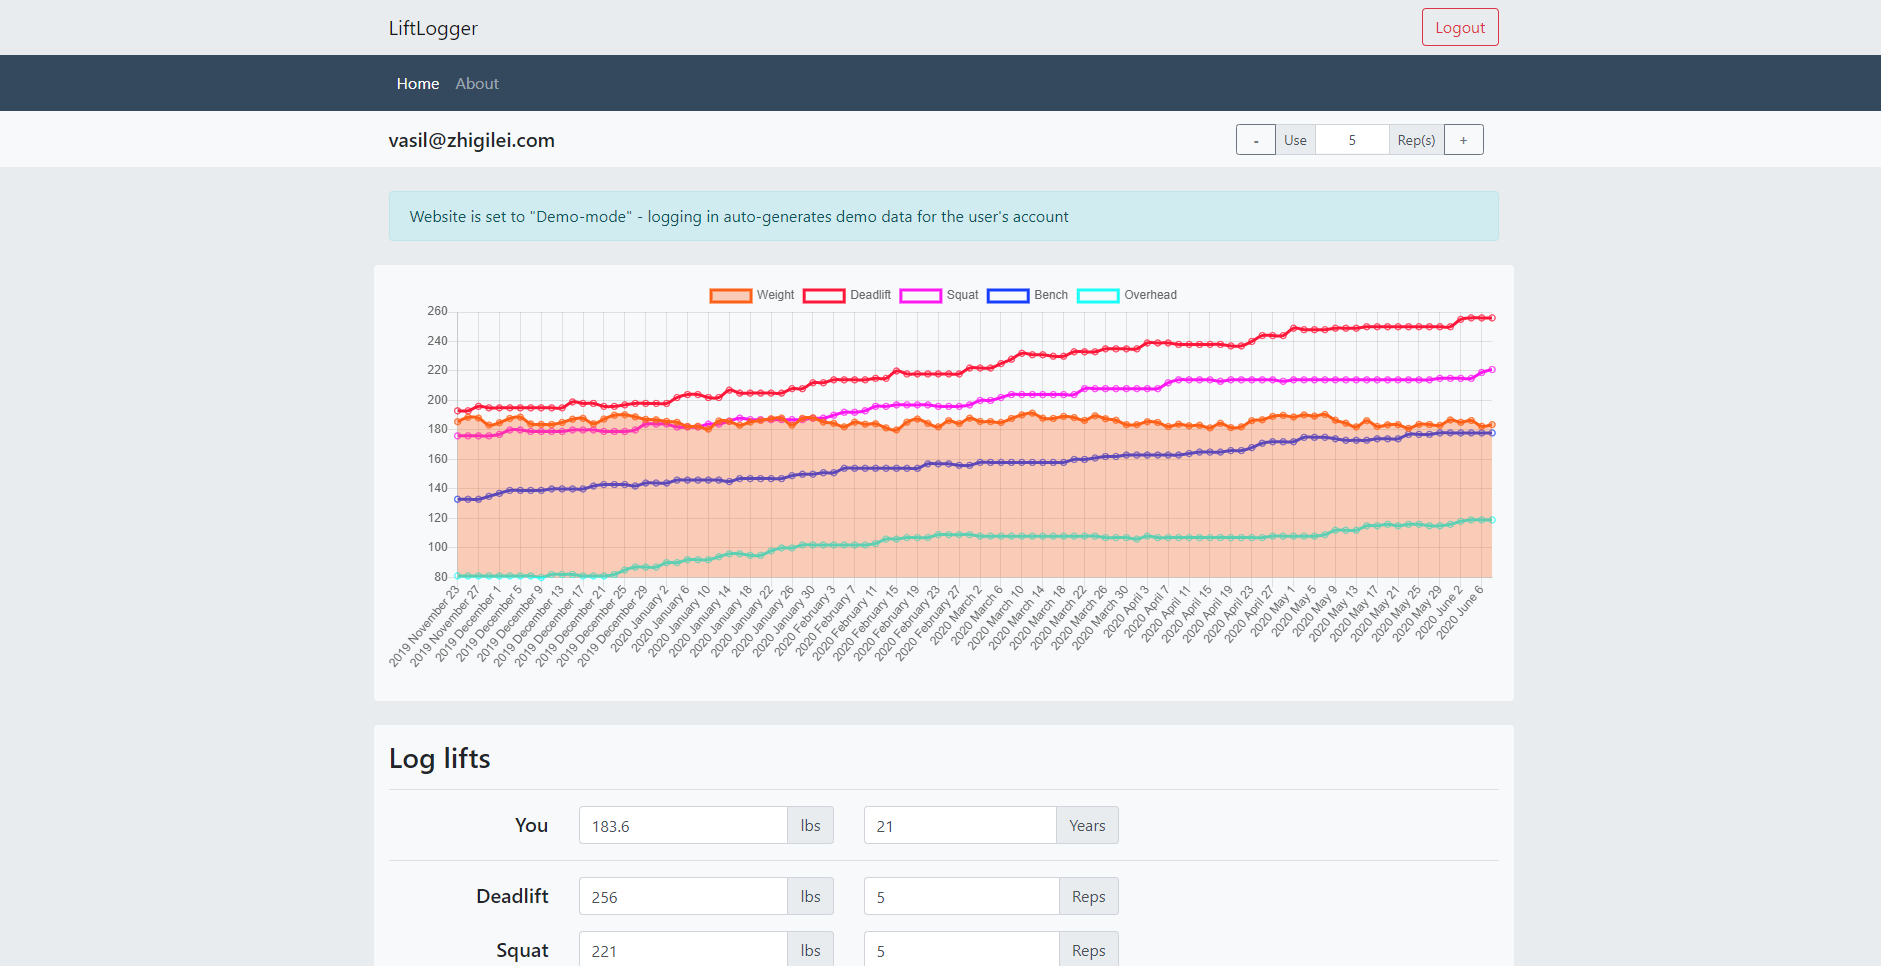 LiftLogger
Logout
Home About
vasil@zhigilei.com
- Use 5 Rep(s) +
Website is set to "Demo-mode" - logging in auto-generates demo data for the user's account
Weight Deadlift Squat Bench Overhead
260
240
220
200
180
160
140
120
100
80
2019 November 23
2019 November 27
2019 December 1
2019 December 5
2019 December 9
2019 December 13
2019 December 17
2019 December 21
2019 December 25
2019 December 29
2020 January 2
2020 January 6
2020 January 10
2020 January 14
2020 January 18
2020 January 22
2020 January 26
2020 January 30
2020 February 3
2020 February 7
2020 February 11
2020 February 15
2020 February 19
2020 February 23
2020 February 27
2020 March 2
2020 March 6
2020 March 10
2020 March 14
2020 March 18
2020 March 22
2020 March 26
2020 March 30
2020 April 3
2020 April 7
2020 April 11
2020 April 15
2020 April 19
2020 April 23
2020 April 27
2020 May 1
2020 May 5
2020 May 9
2020 May 13
2020 May 17
2020 May 21
2020 May 25
2020 May 29
2020 June 2
2020 June 6
Log lifts
You 183.6 lbs 21 Years
Deadlift 256 lbs 5 Reps
Squat 221 lbs 5 Reps